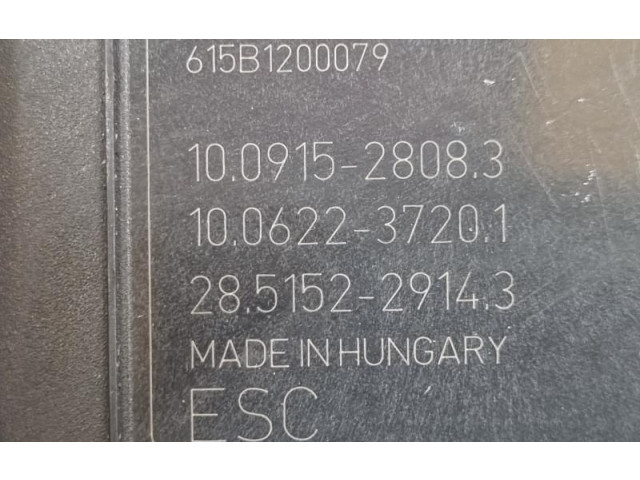 615B1200079
10.0915-2808.3
10.0622-3720.1
28.5152-2914.3
MADE IN HUNGARY
ESC